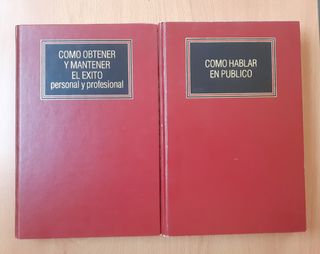 COMO OBTENER
Y MANTENER
EL EXITO
personal y profesional
COMO HABLAR
EN PUBLICO